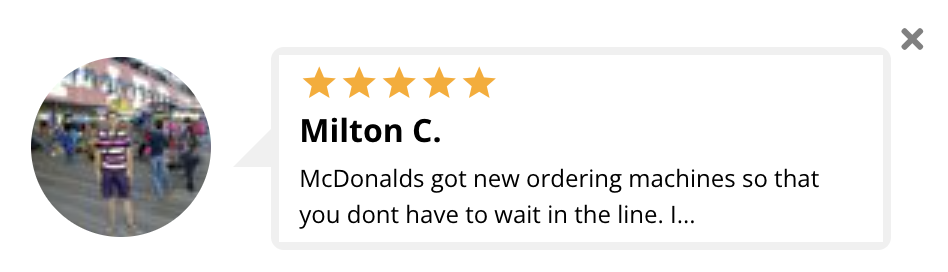 Milton C.
McDonalds got new ordering machines so that
you dont have to wait in the line. I...